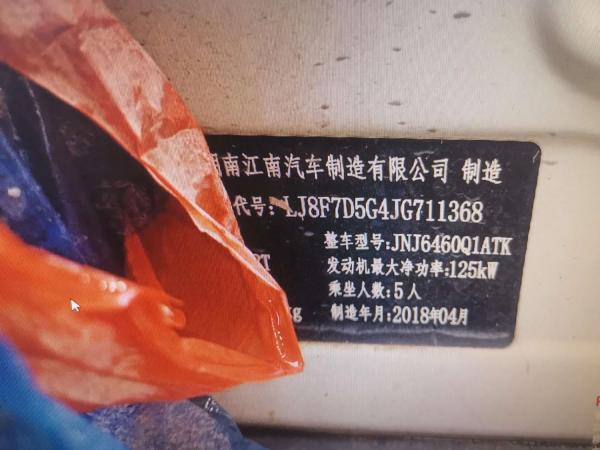 湖南江南汽车制造有限公司 制造
代号: LJ8F7D5G4JG711368
整车型号:JNJ6460Q1ATK
发动机最大净功率:125kW
乘坐人数:5人
kg 制造年月:2018年04月